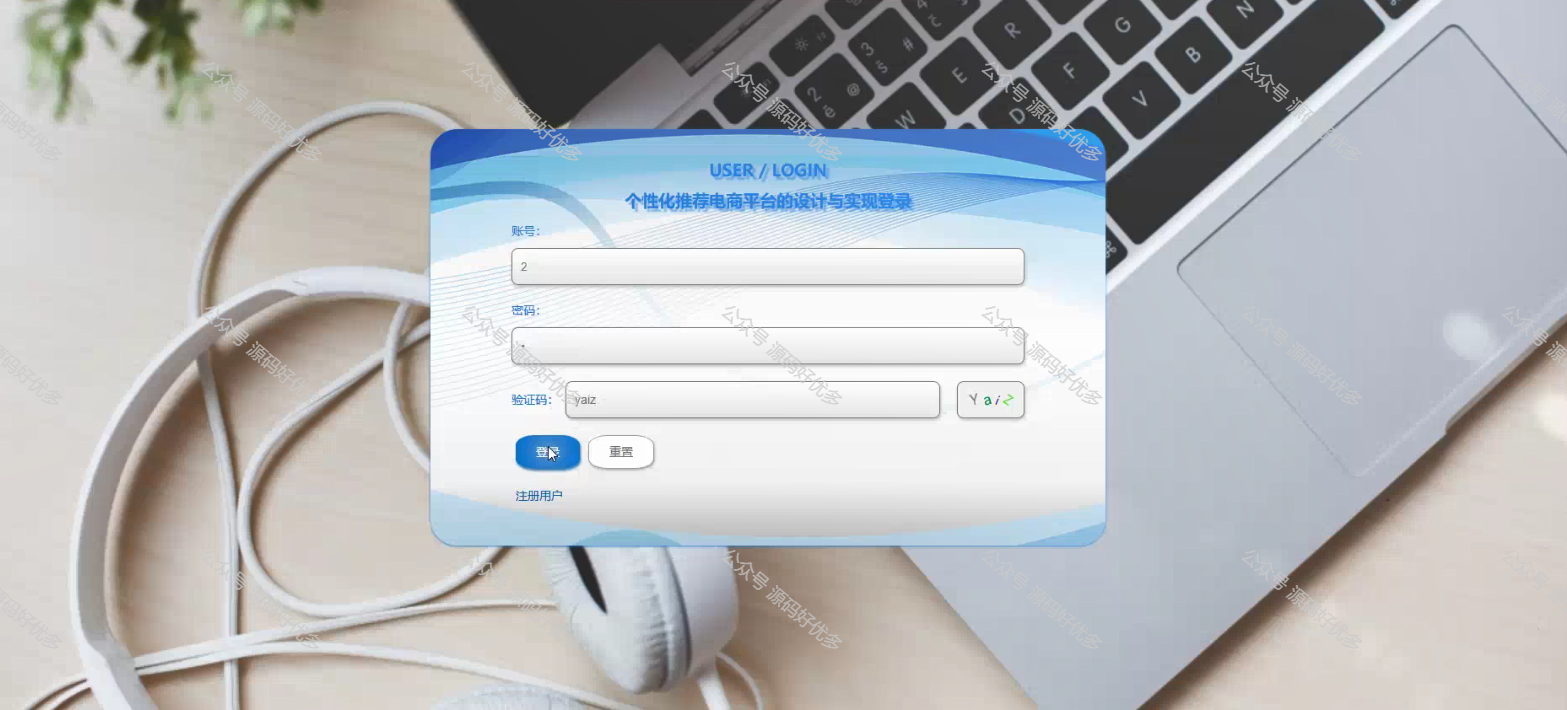 USER / LOGIN
个性化推荐电商平台的设计与实现登录
账号：
2
密码：
验证码： yaiz YaiZ
登录 重置
注册用户
公众号 源码好优多
公众号 源码好优多
公众号 源码好优多
公众号 源码好优多
公众号 源码好优多
公众号 源码好优多
公众号 源码好优多
公众号 源码好优多
公众号 源码好优多
公众号 源码好优多
公众号 源码好优多
公众号 源码好优多
公众号 源码好优多